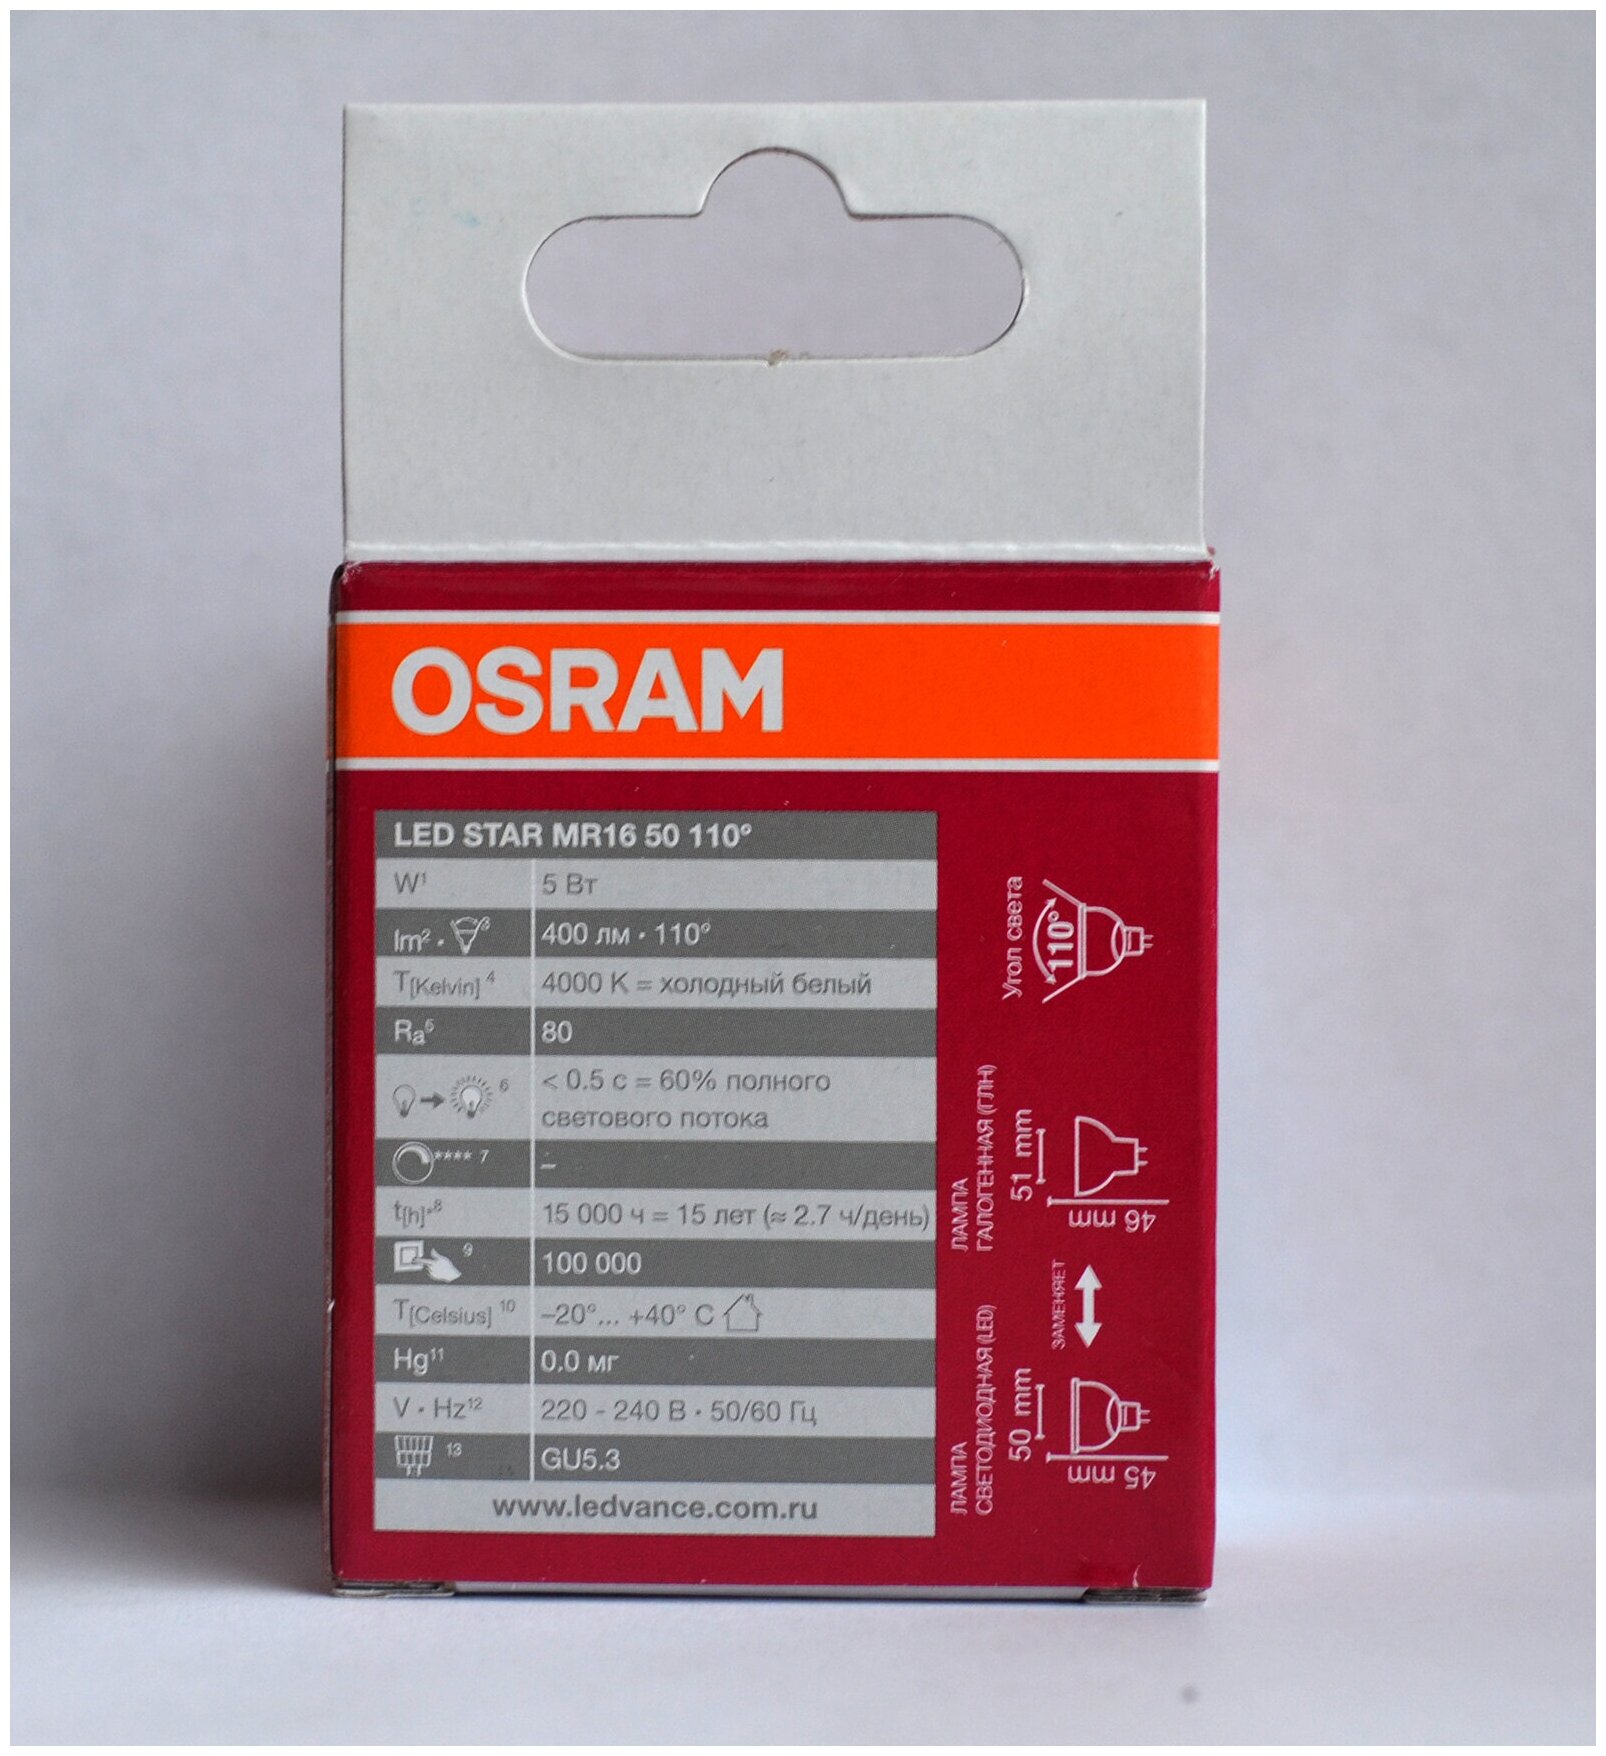 OSRAM
LED STAR MR16 50 110°
W¹ 5 Вт
lm² · ³ 400 лм · 110°
T[Kelvin] ⁴ 4000 K = холодный белый
Ra⁵ 80
⁶ < 0.5 с = 60% полного
светового потока
**** ⁷ –
t[h]*⁸ 15 000 ч = 15 лет (≈ 2.7 ч/день)
⁹ 100 000
T[Celsius] ¹⁰ –20°... +40° C
Hg¹¹ 0,0 мг
V · Hz¹² 220 - 240 В · 50/60 Гц
¹³ GU5.3
www.ledvance.com.ru
Угол света
110°
ЛАМПА
ГАЛОГЕННАЯ (ГЛН)
51 mm
46 mm
ЗАМЕНЯЕТ
ЛАМПА
СВЕТОДИОДНАЯ (LED)
50 mm
45 mm